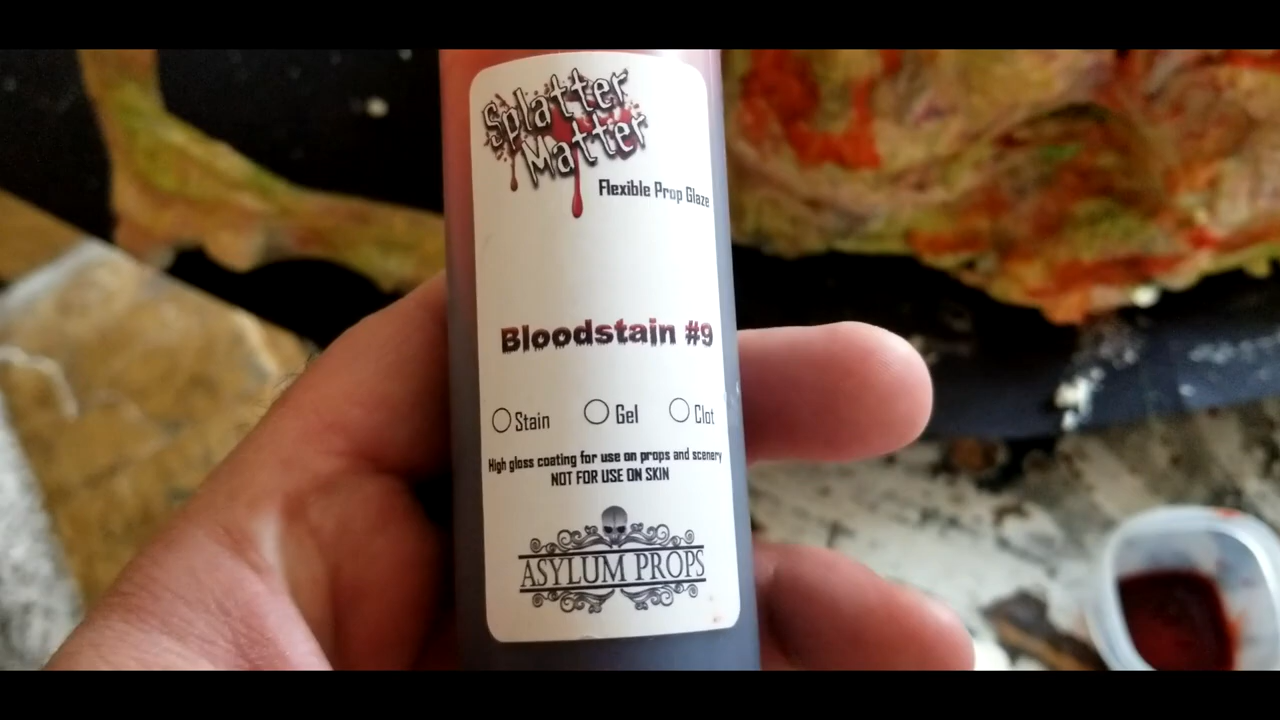 Splatter
Matter
Flexible Prop Glaze
Bloodstain #9
Stain Gel Clot
High gloss coating for use on props and scenery
NOT FOR USE ON SKIN
ASYLUM PROPS